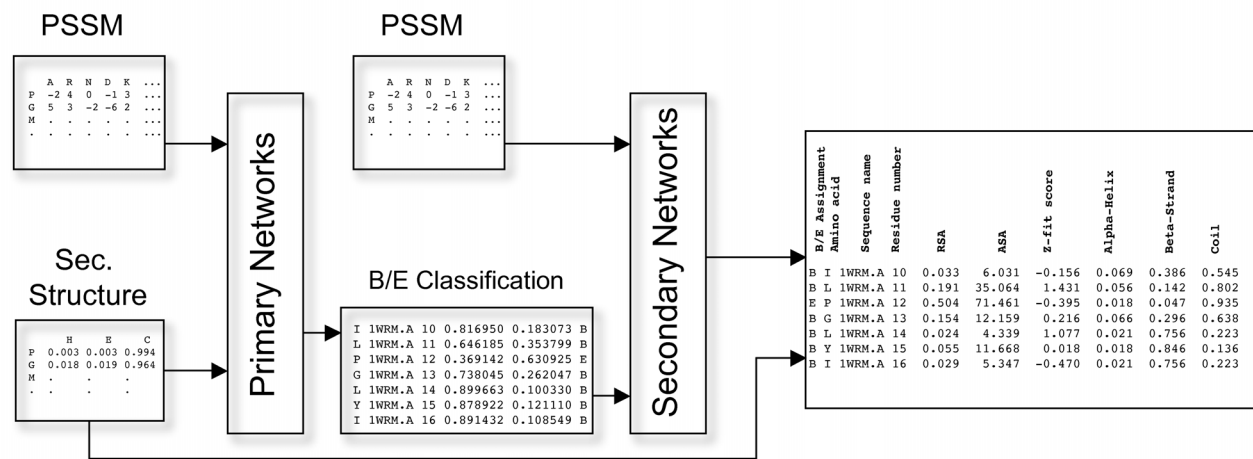 PSSM
A R N D K ...
P -2 4 0 -1 3 ...
G 5 3 -2 -6 2 ...
M . . . . . ...
. . . . . . ...
Sec.
Structure
H E C
P 0.003 0.003 0.994
G 0.018 0.019 0.964
M . . .
. . . .
Primary Networks
PSSM
A R N D K ...
P -2 4 0 -1 3 ...
G 5 3 -2 -6 2 ...
M . . . . . ...
. . . . . . ...
B/E Classification
I 1WRM.A 10 0.816950 0.183073 B
L 1WRM.A 11 0.646185 0.353799 B
P 1WRM.A 12 0.369142 0.630925 E
G 1WRM.A 13 0.738045 0.262047 B
L 1WRM.A 14 0.899663 0.100330 B
Y 1WRM.A 15 0.878922 0.121110 B
I 1WRM.A 16 0.891432 0.108549 B
Secondary Networks
B/E Assignment
Amino acid
Sequence name
Residue number
RSA
ASA
Z-fit score
Alpha-Helix
Beta-Strand
Coil
B I 1WRM.A 10 0.033 6.031 -0.156 0.069 0.386 0.545
B L 1WRM.A 11 0.191 35.064 1.431 0.056 0.142 0.802
E P 1WRM.A 12 0.504 71.461 -0.395 0.018 0.047 0.935
B G 1WRM.A 13 0.154 12.159 0.216 0.066 0.296 0.638
B L 1WRM.A 14 0.024 4.339 1.077 0.021 0.756 0.223
B Y 1WRM.A 15 0.055 11.668 0.018 0.018 0.846 0.136
B I 1WRM.A 16 0.029 5.347 -0.470 0.021 0.756 0.223